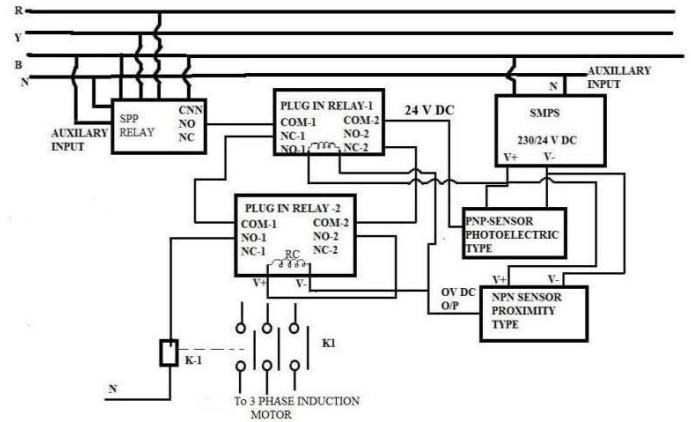 R
Y
B
N
AUXILLARY
INPUT
N
CNN
SPP
RELAY
NO
NC
AUXILARY
INPUT
PLUG IN RELAY-1
COM-1
NC-1
NO-1
COM-2
NO-2
NC-2
24 V DC
SMPS
230/24 V DC
V+
V-
PLUG IN RELAY -2
COM-1
NO-1
NC-1
COM-2
NO-2
NC-2
RC
V+
V-
PNP-SENSOR
PHOTOELECTRIC
TYPE
V+
V-
OV DC
O/P
NPN SENSOR
PROXIMITY
TYPE
K-1
K1
N
To 3 PHASE INDUCTION
MOTOR